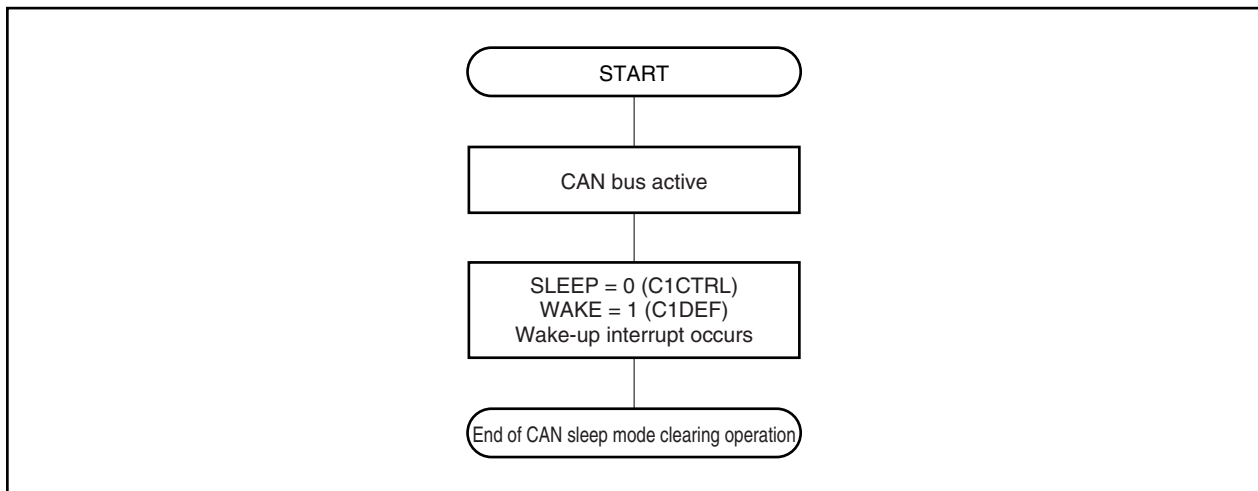 START
CAN bus active
SLEEP = 0 (C1CTRL)
WAKE = 1 (C1DEF)
Wake-up interrupt occurs
End of CAN sleep mode clearing operation